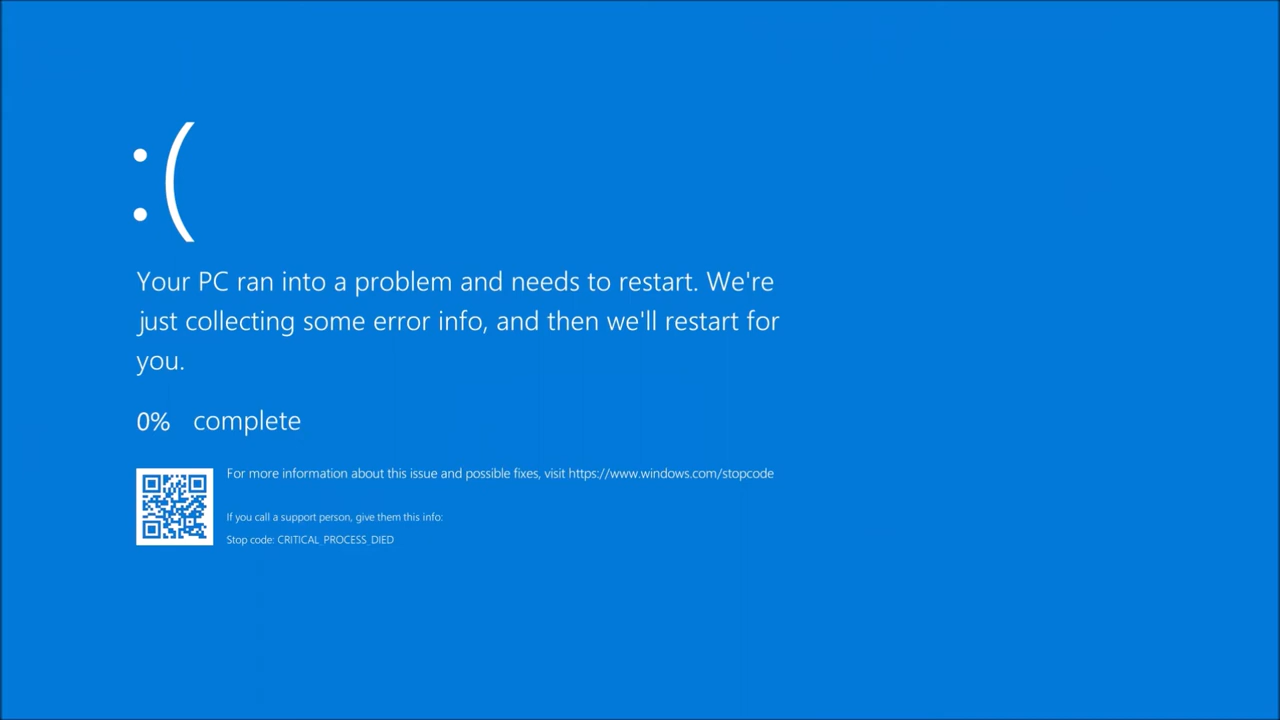 :(
Your PC ran into a problem and needs to restart. We're
just collecting some error info, and then we'll restart for
you.
0% complete
For more information about this issue and possible fixes, visit https://www.windows.com/stopcode
If you call a support person, give them this info:
Stop code: CRITICAL_PROCESS_DIED